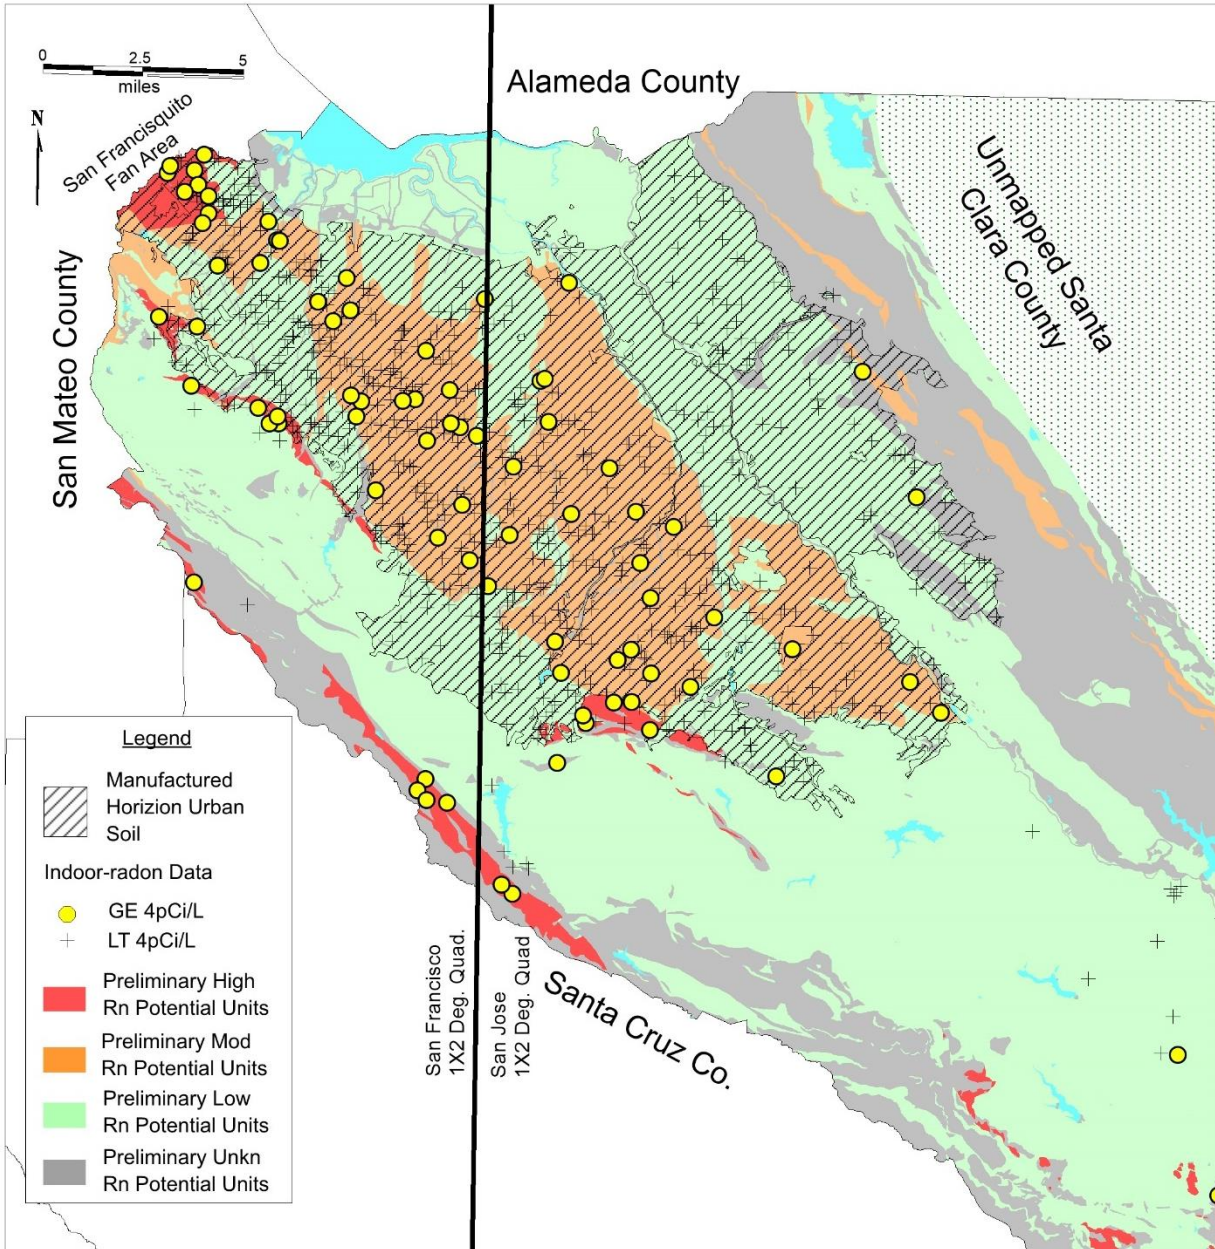 0 2.5 5
miles
N
Alameda County
San Francisquito
Fan Area
Unmapped Santa
Clara County
San Mateo County
Legend
Manufactured
Horizion Urban
Soil
Indoor-radon Data
GE 4pCi/L
LT 4pCi/L
Preliminary High
Rn Potential Units
Preliminary Mod
Rn Potential Units
Preliminary Low
Rn Potential Units
Preliminary Unkn
Rn Potential Units
San Francisco
1X2 Deg. Quad.
San Jose
1X2 Deg. Quad
Santa Cruz Co.